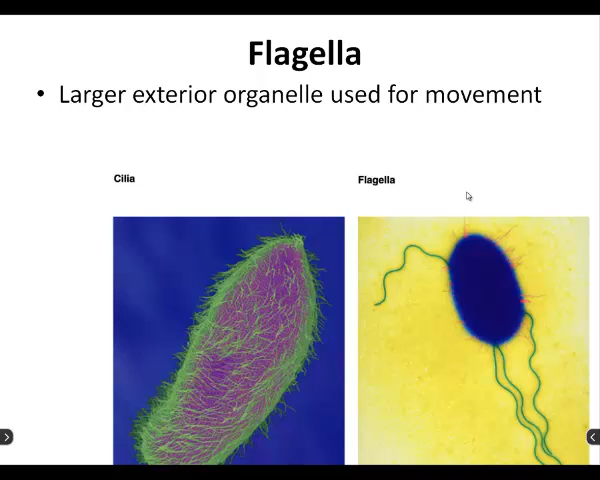 Flagella
• Larger exterior organelle used for movement
Cilia
Flagella